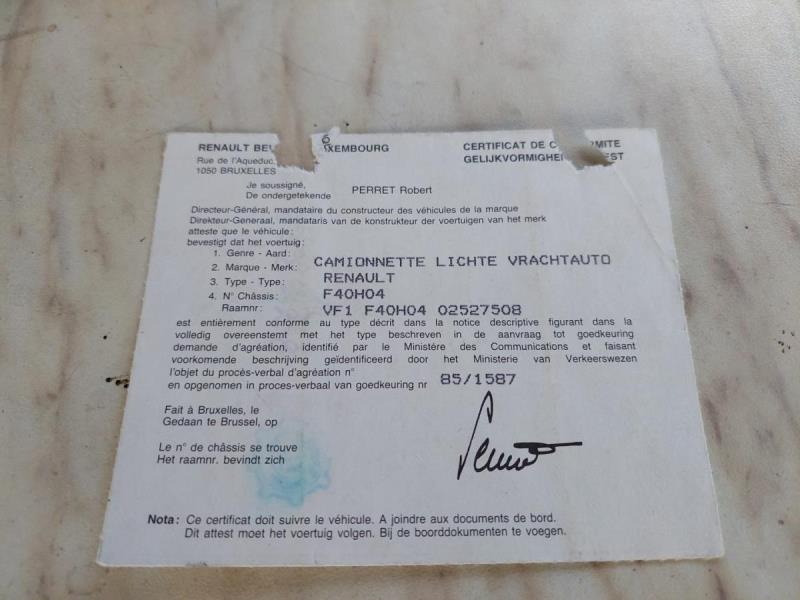 RENAULT BE XEMBOURG
6
CERTIFICAT DE C RMITE
Rue de l'Aqueduc,
GELIJKVORMIGHE EST
1050 BRUXELLES
Je soussigné,
De ondergetekende
PERRET Robert
Directeur-Général, mandataire du constructeur des véhicules de la marque
Direkteur-Generaal, mandataris van de konstrukteur der voertuigen van het merk
atteste que le véhicule:
bevestigt dat het voertuig:
1. Genre - Aard: CAMIONNETTE LICHTE VRACHTAUTO
2. Marque - Merk: RENAULT
3. Type - Type: F40H04
4. N° Châssis:
Raamnr: VF1 F40H04 02527508
est entièrement conforme au type décrit dans la notice descriptive figurant dans la
volledig overeenstemt met het type beschreven in de aanvraag tot goedkeuring
demande d'agréation, identifié par le Ministère des Communications et faisant
voorkomende beschrijving geïdentificeerd door het Ministerie van Verkeerswezen
l'objet du procès-verbal d'agréation n°
en opgenomen in proces-verbaal van goedkeuring nr 85/1587
Fait à Bruxelles, le
Gedaan te Brussel, op
Le n° de châssis se trouve
Het raamnr. bevindt zich
Nota: Ce certificat doit suivre le véhicule. A joindre aux documents de bord.
Dit attest moet het voertuig volgen. Bij de boorddokumenten te voegen.